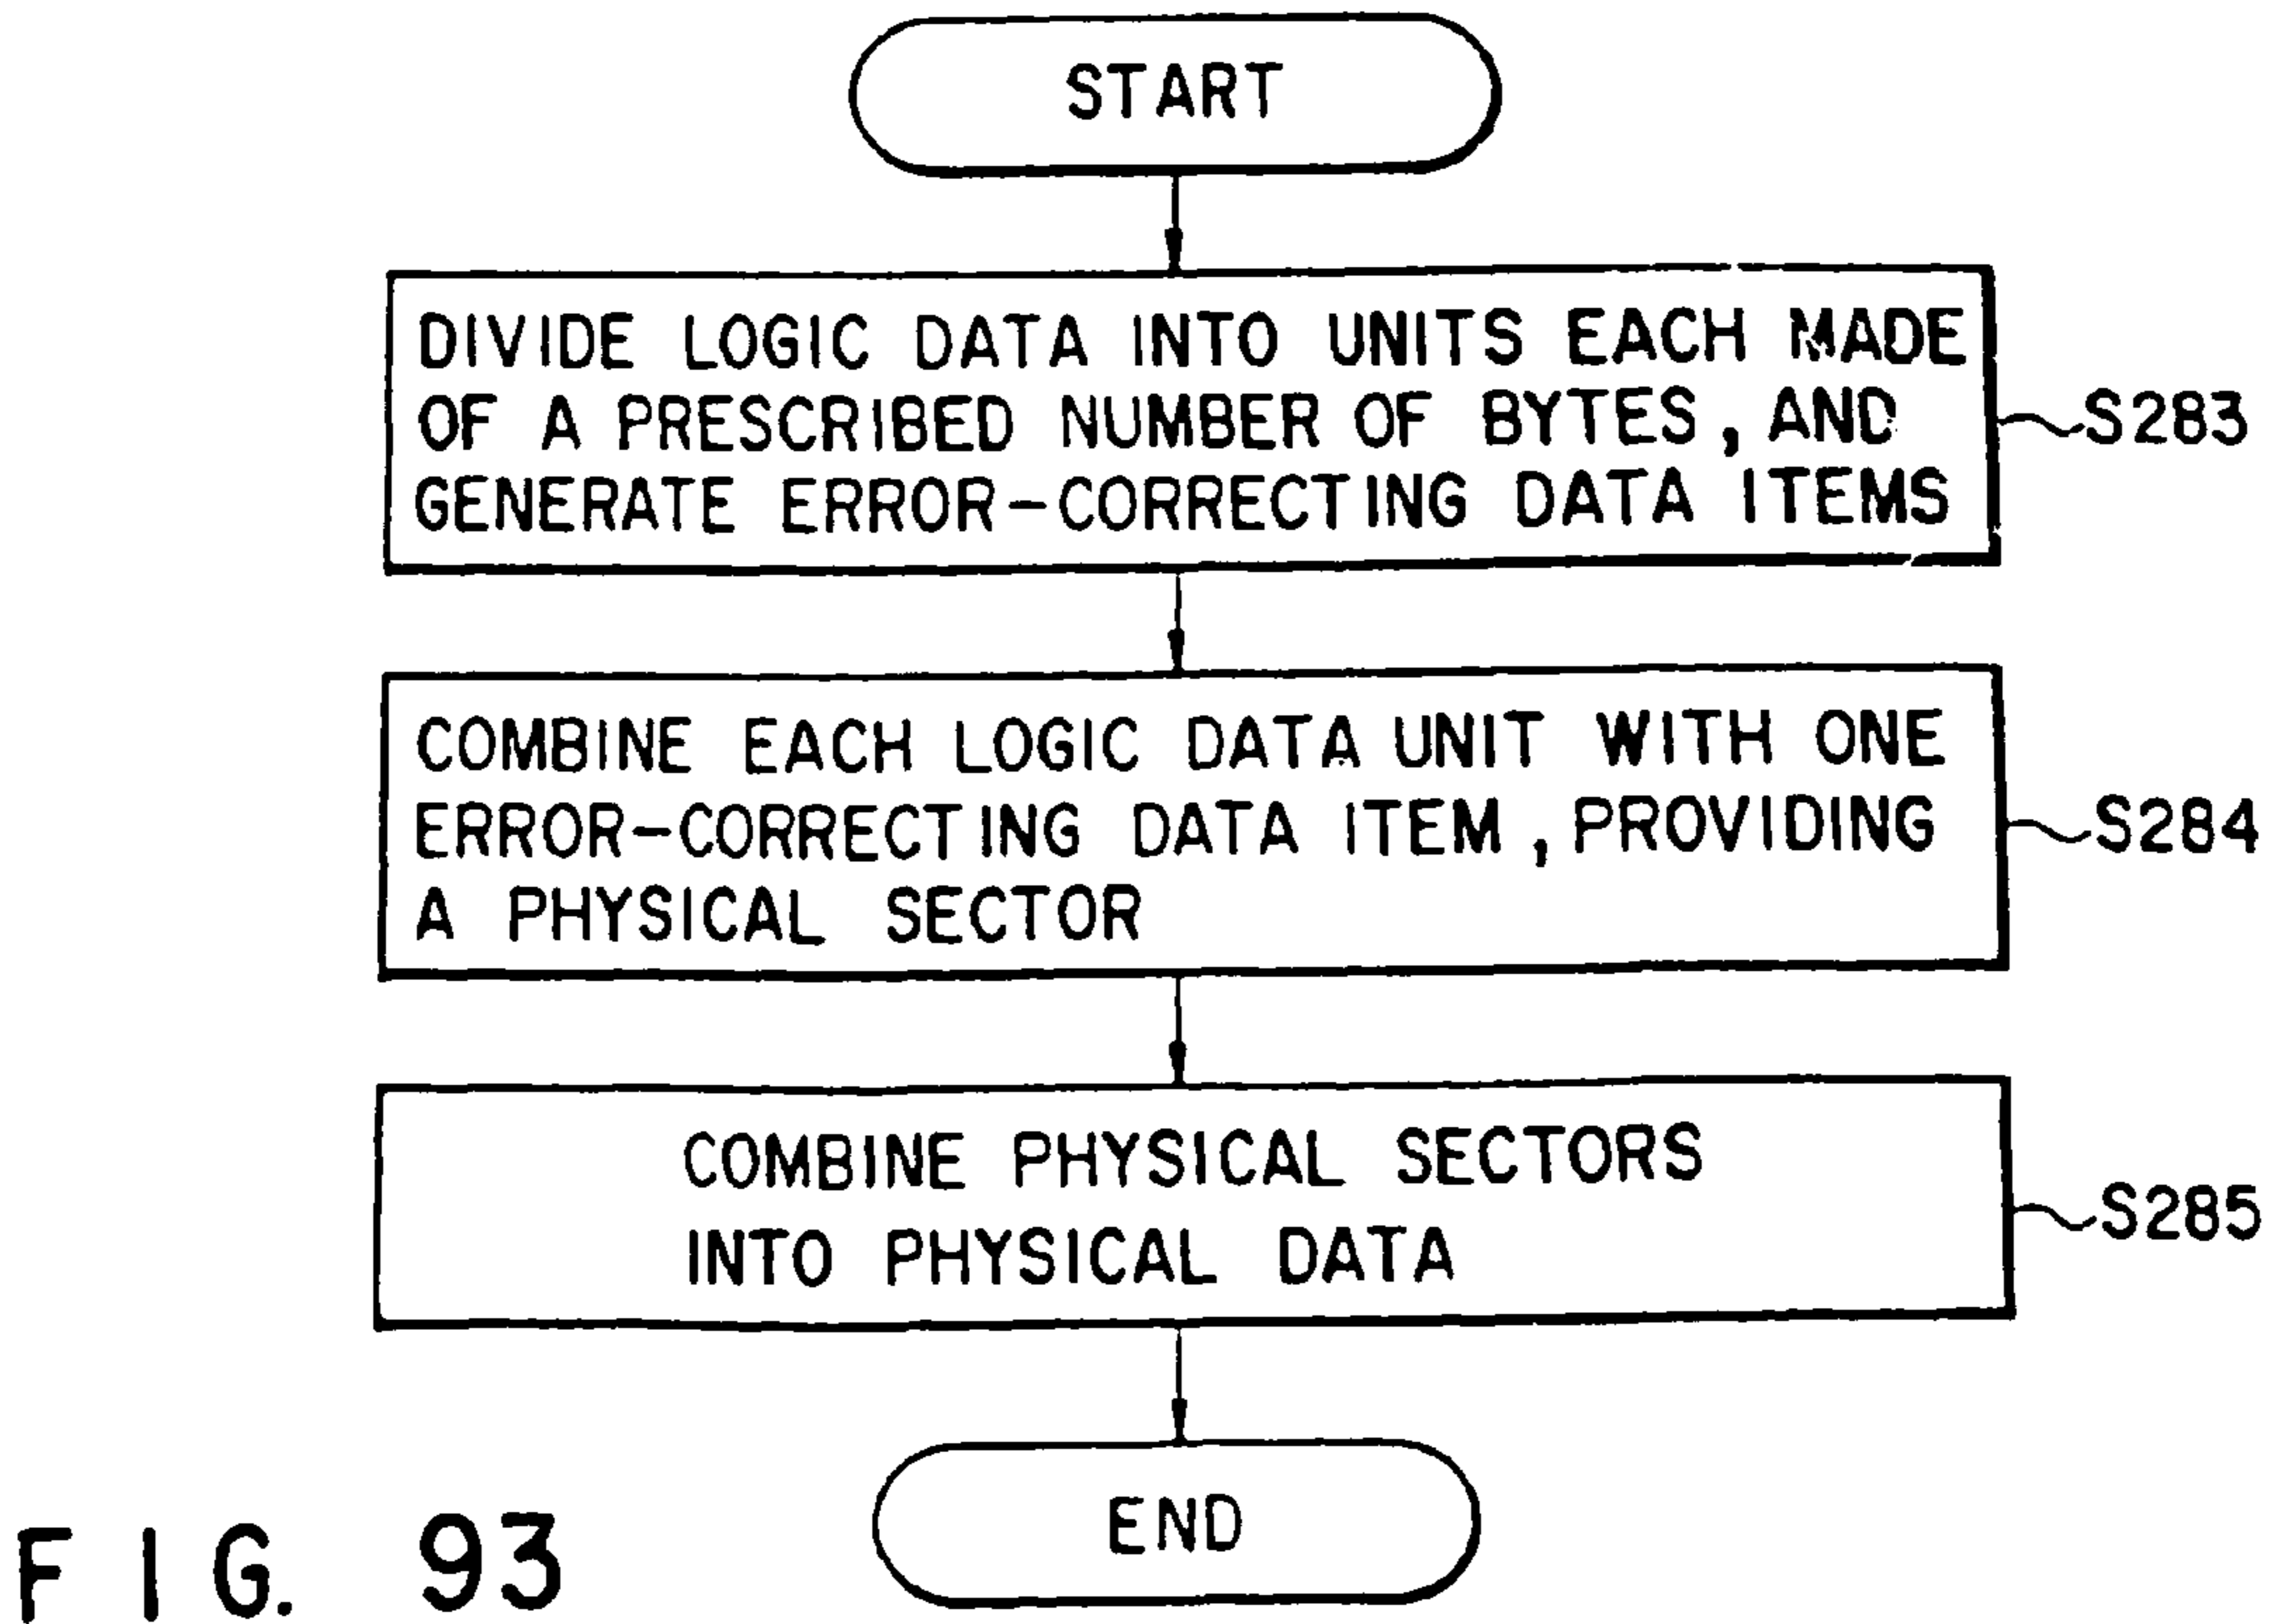 START
DIVIDE LOGIC DATA INTO UNITS EACH MADE
OF A PRESCRIBED NUMBER OF BYTES, AND
GENERATE ERROR-CORRECTING DATA ITEMS
S283
COMBINE EACH LOGIC DATA UNIT WITH ONE
ERROR-CORRECTING DATA ITEM, PROVIDING
A PHYSICAL SECTOR
S284
COMBINE PHYSICAL SECTORS
INTO PHYSICAL DATA
S285
END
FIG. 93